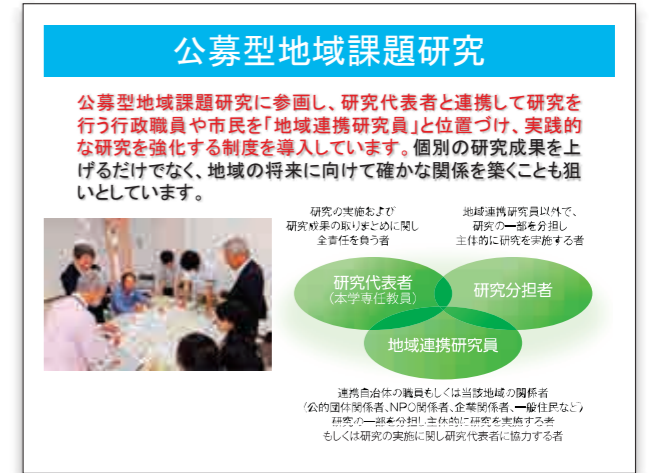 公募型地域課題研究
公募型地域課題研究に参画し、研究代表者と連携して研究を
行う行政職員や市民を「地域連携研究員」と位置づけ、実践的
な研究を強化する制度を導入しています。個別の研究成果を上
げるだけでなく、地域の将来に向けて確かな関係を築くことも狙
いとしています。
研究の実施および
研究成果の取りまとめに関し
全責任を負う者
地域連携研究員以外で、
研究の一部を分担し
主体的に研究を実施する者
研究代表者
（本学専任教員）
研究分担者
地域連携研究員
連携自治体の職員もしくは当該地域の関係者
（公的団体関係者、NPO関係者、企業関係者、一般住民など）
研究の一部を分担し主体的に研究を実施する者
もしくは研究の実施に関し研究代表者に協力する者